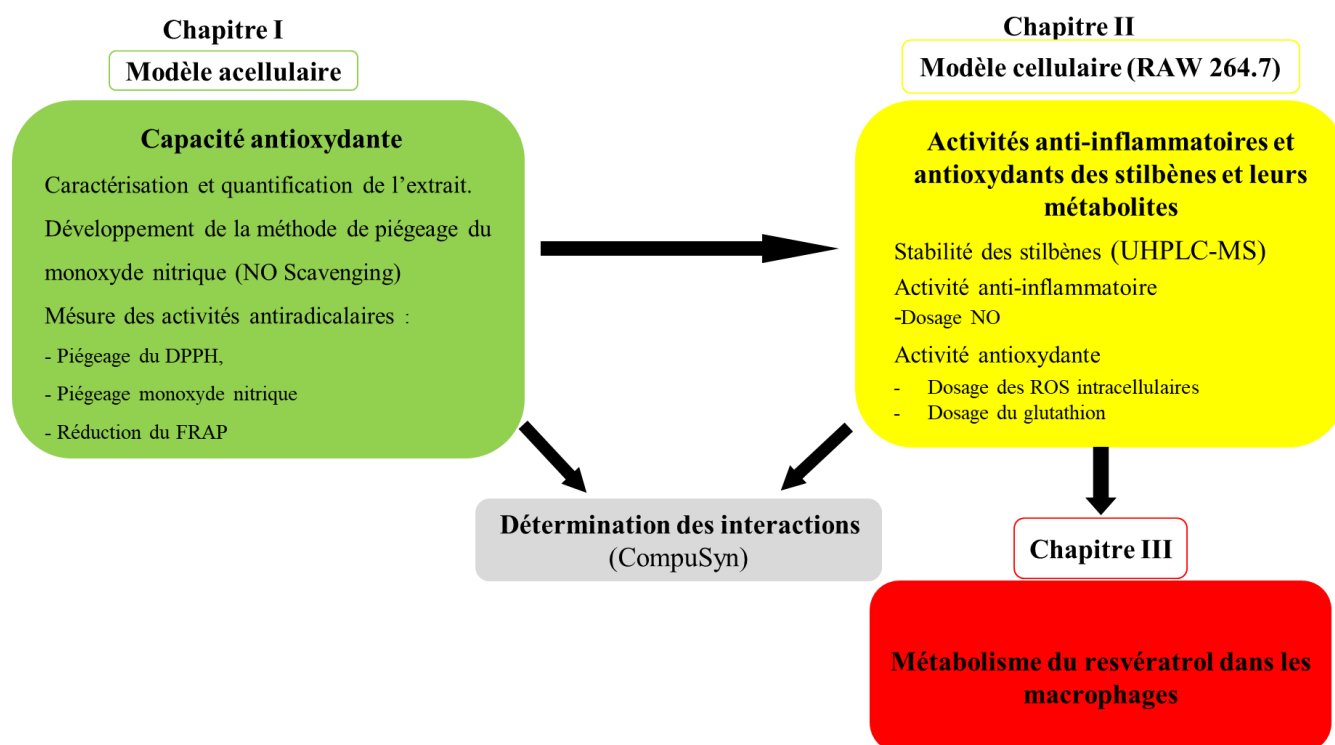 Chapitre I
Modèle acellulaire
Capacité antioxydante
Caractérisation et quantification de l'extrait.
Développement de la méthode de piégeage du
monoxyde nitrique (NO Scavenging)
Mésure des activités antiradicalaires :
- Piégeage du DPPH,
- Piégeage monoxyde nitrique
- Réduction du FRAP
Chapitre II
Modèle cellulaire (RAW 264.7)
Activités anti-inflammatoires et
antioxydants des stilbènes et leurs
métabolites
Stabilité des stilbènes (UHPLC-MS)
Activité anti-inflammatoire
-Dosage NO
Activité antioxydante
- Dosage des ROS intracellulaires
- Dosage du glutathion
Détermination des interactions
(CompuSyn)
Chapitre III
Métabolisme du resvératrol dans les
macrophages